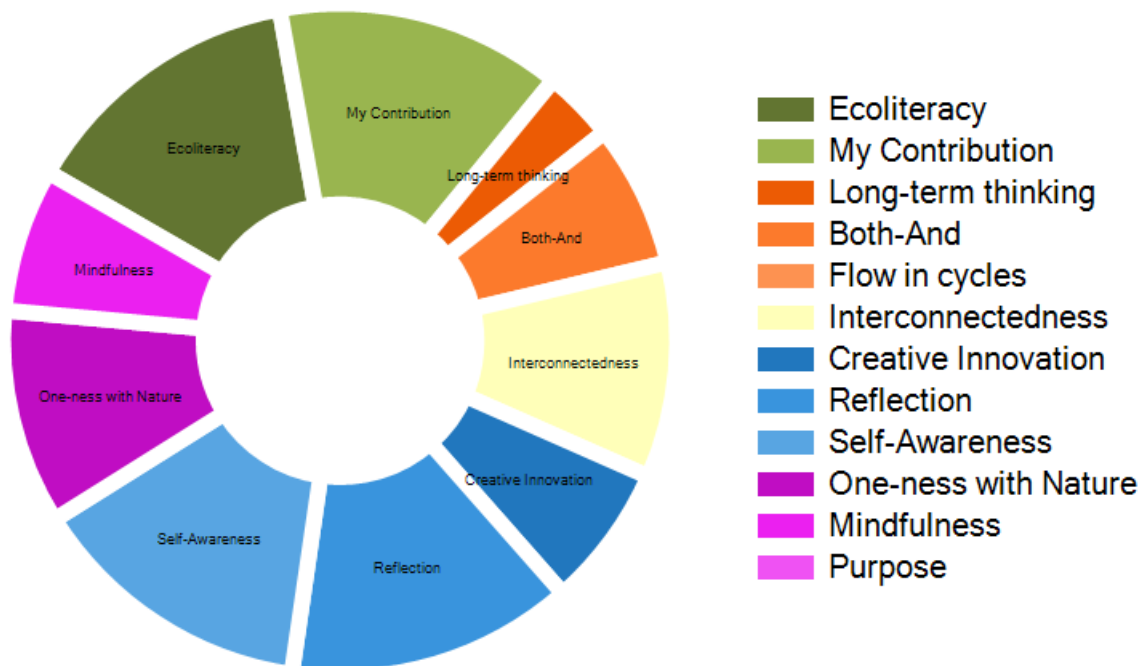 My Contribution
Ecoliteracy
Long-term thinking
Both-And
Mindfulness
Interconnectedness
One-ness with Nature
Creative Innovation
Self-Awareness
Reflection
Ecoliteracy
My Contribution
Long-term thinking
Both-And
Flow in cycles
Interconnectedness
Creative Innovation
Reflection
Self-Awareness
One-ness with Nature
Mindfulness
Purpose